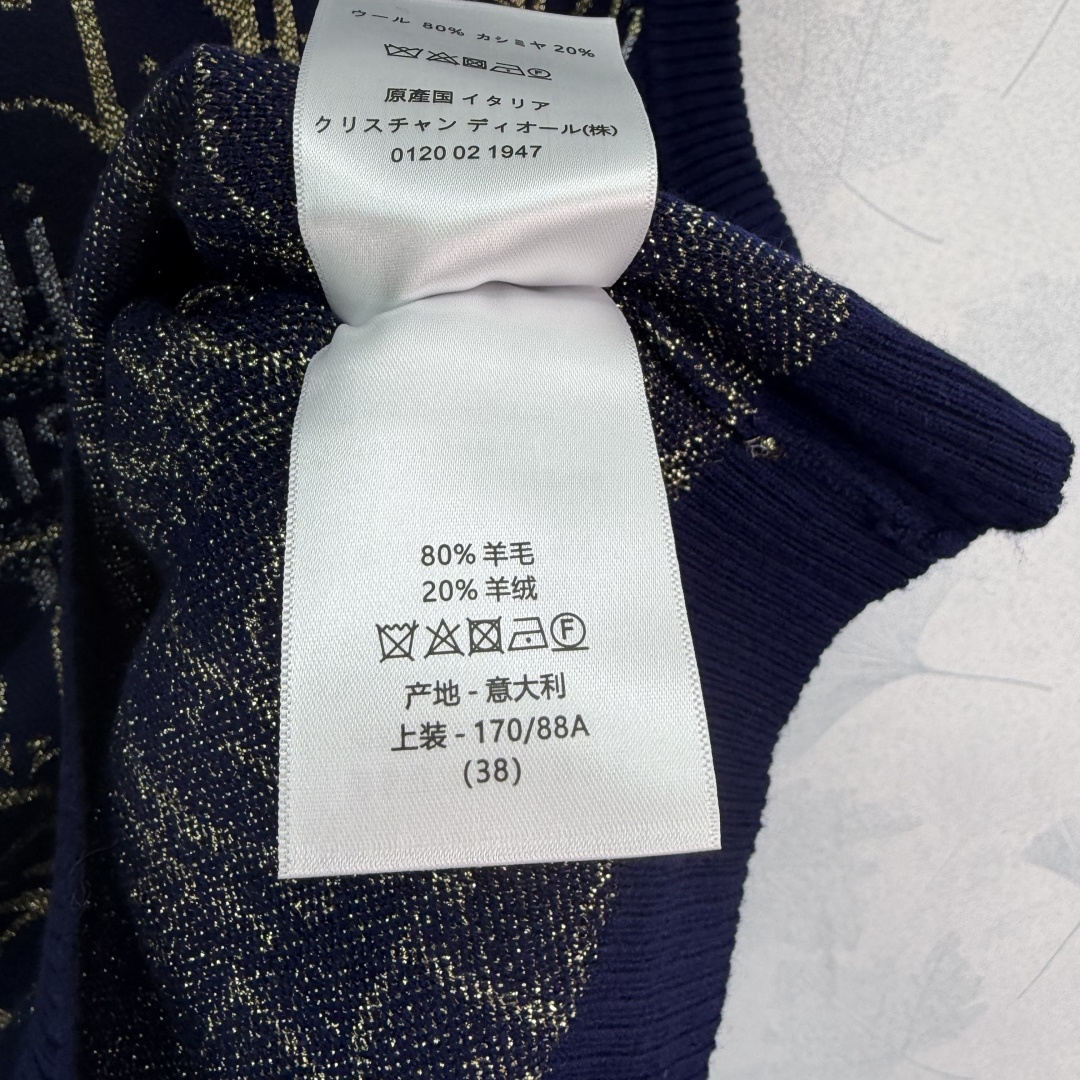 ウール 80% カシミヤ 20%
原産国 イタリア
クリスチャン ディオール(株)
0120 02 1947
80% 羊毛
20% 羊绒
F
产地 - 意大利
上装 - 170/88A
(38)